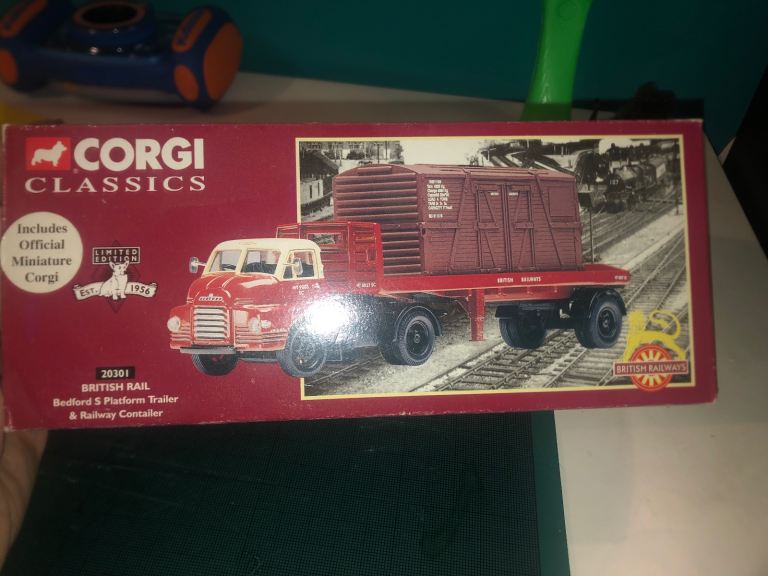 CORGI
CLASSICS
Includes
Official
Miniature
Corgi
LIMITED
EDITION
EST. 1956
20301
BRITISH RAIL
Bedford S Platform Trailer
& Railway Contailer
BRITISH RAILWAYS
BRITISH RAILWAYS